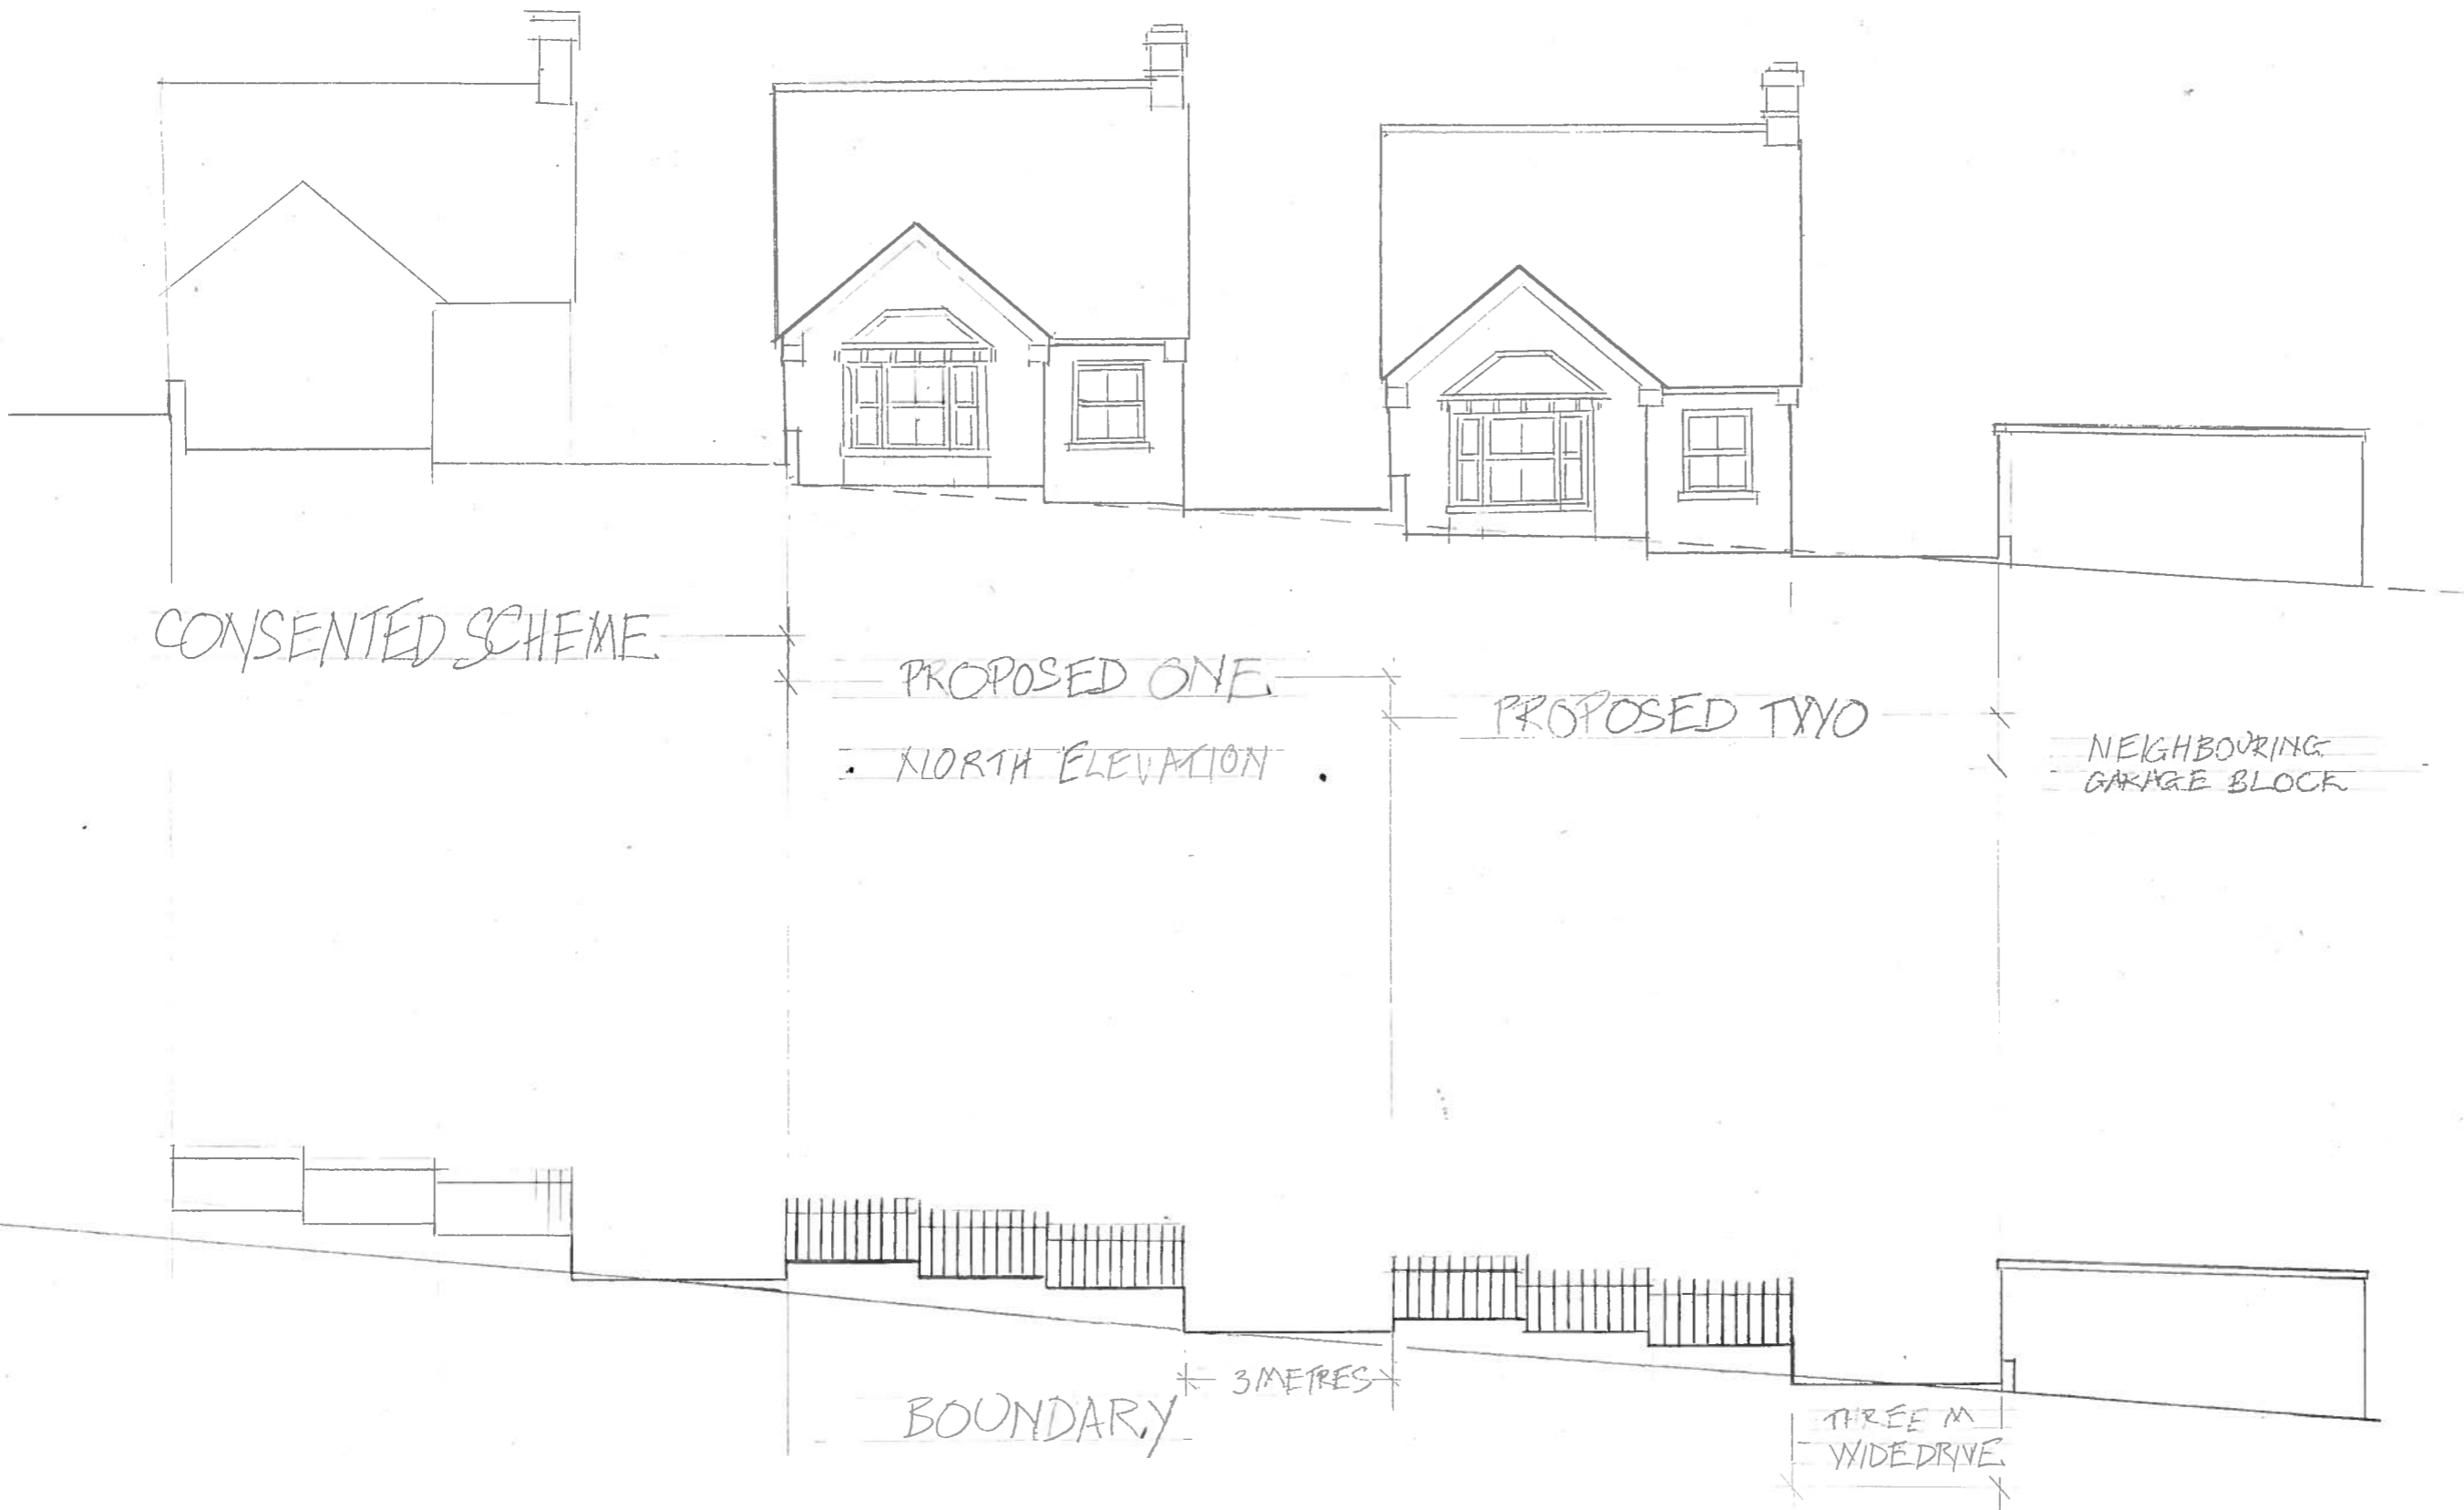 CONSENTED SCHEME
PROPOSED ONE
PROPOSED TWO
NORTH ELEVATION
NEIGHBOURING
GARAGE BLOCK
3 METRES
BOUNDARY
THREE M
WIDE DRIVE